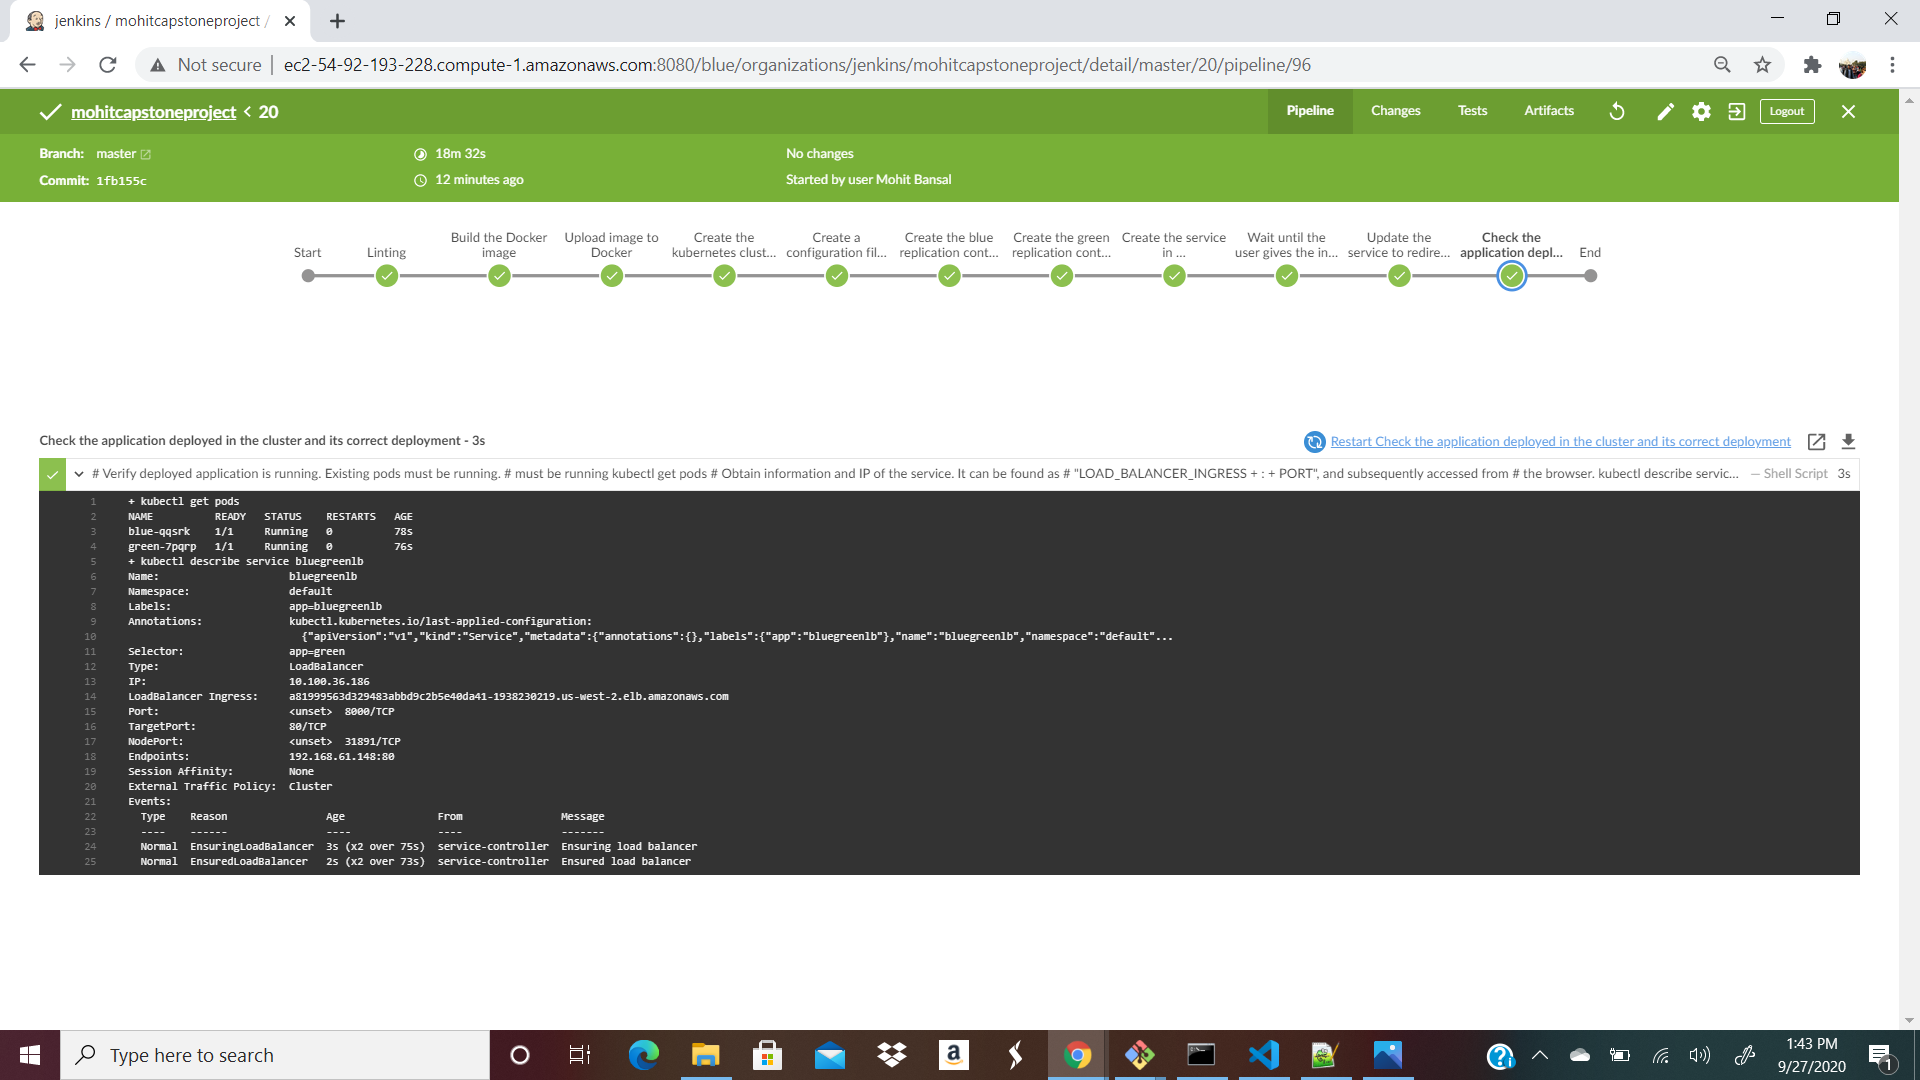 jenkins / mohitcapstoneproject /
Not secure
ec2-54-92-193-228.compute-1.amazonaws.com:8080/blue/organizations/jenkins/mohitcapstoneproject/detail/master/20/pipeline/96
mohitcapstoneproject < 20
Pipeline Changes Tests Artifacts Logout
Branch: master 18m 32s No changes
Commit: 1fb155c 12 minutes ago Started by user Mohit Bansal
Start
Linting
Build the Docker
image
Upload image to
Docker
Create the
kubernetes clust...
Create a
configuration fil...
Create the blue
replication cont...
Create the green
replication cont...
Create the service
in ...
Wait until the
user gives the in...
Update the
service to redire...
Check the
application depl...
End
Check the application deployed in the cluster and its correct deployment - 3s
Restart Check the application deployed in the cluster and its correct deployment
# Verify deployed application is running. Existing pods must be running. # must be running kubectl get pods # Obtain information and IP of the service. It can be found as # "LOAD_BALANCER_INGRESS + : + PORT", and subsequently accessed from # the browser. kubectl describe servic... — Shell Script 3s
1 + kubectl get pods
2 NAME READY STATUS RESTARTS AGE
3 blue-qqsrk 1/1 Running 0 78s
4 green-7pqrp 1/1 Running 0 76s
5 + kubectl describe service bluegreenlb
6 Name: bluegreenlb
7 Namespace: default
8 Labels: app=bluegreenlb
9 Annotations: kubectl.kubernetes.io/last-applied-configuration:
10 {"apiVersion":"v1","kind":"Service","metadata":{"annotations":{},"labels":{"app":"bluegreenlb"},"name":"bluegreenlb","namespace":"default"...
11 Selector: app=green
12 Type: LoadBalancer
13 IP: 10.100.36.186
14 LoadBalancer Ingress: a81999563d329483abbd9c2b5e40da41-1938230219.us-west-2.elb.amazonaws.com
15 Port: <unset> 8000/TCP
16 TargetPort: 80/TCP
17 NodePort: <unset> 31891/TCP
18 Endpoints: 192.168.61.148:80
19 Session Affinity: None
20 External Traffic Policy: Cluster
21 Events:
22 Type Reason Age From Message
23 ---- ------ ---- ---- -------
24 Normal EnsuringLoadBalancer 3s (x2 over 75s) service-controller Ensuring load balancer
25 Normal EnsuredLoadBalancer 2s (x2 over 73s) service-controller Ensured load balancer
Type here to search
1:43 PM
9/27/2020
1